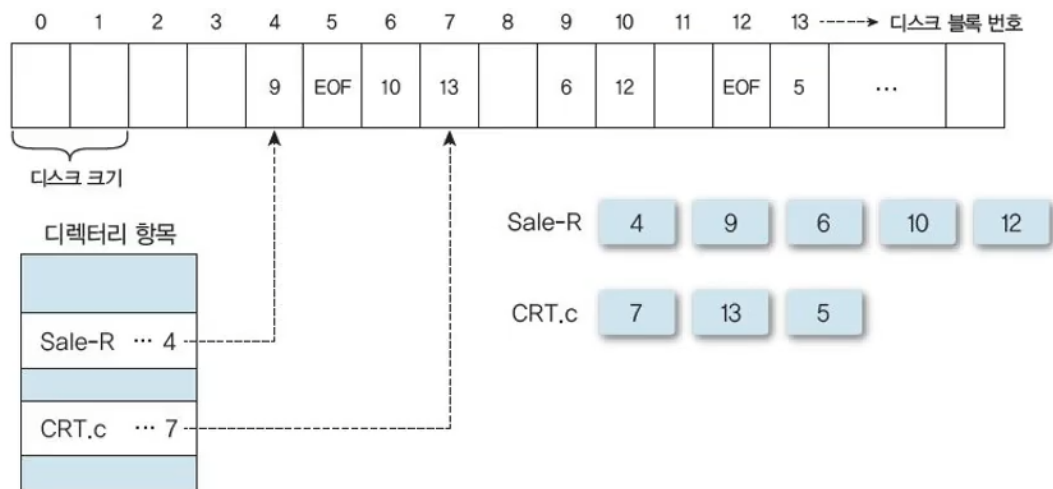 0 1 2 3 4 5 6 7 8 9 10 11 12 13 디스크 블록 번호
9 EOF 10 13 6 12 EOF 5 …
디스크 크기
디렉터리 항목
Sale-R … 4
CRT.c … 7
Sale-R 4 9 6 10 12
CRT.c 7 13 5